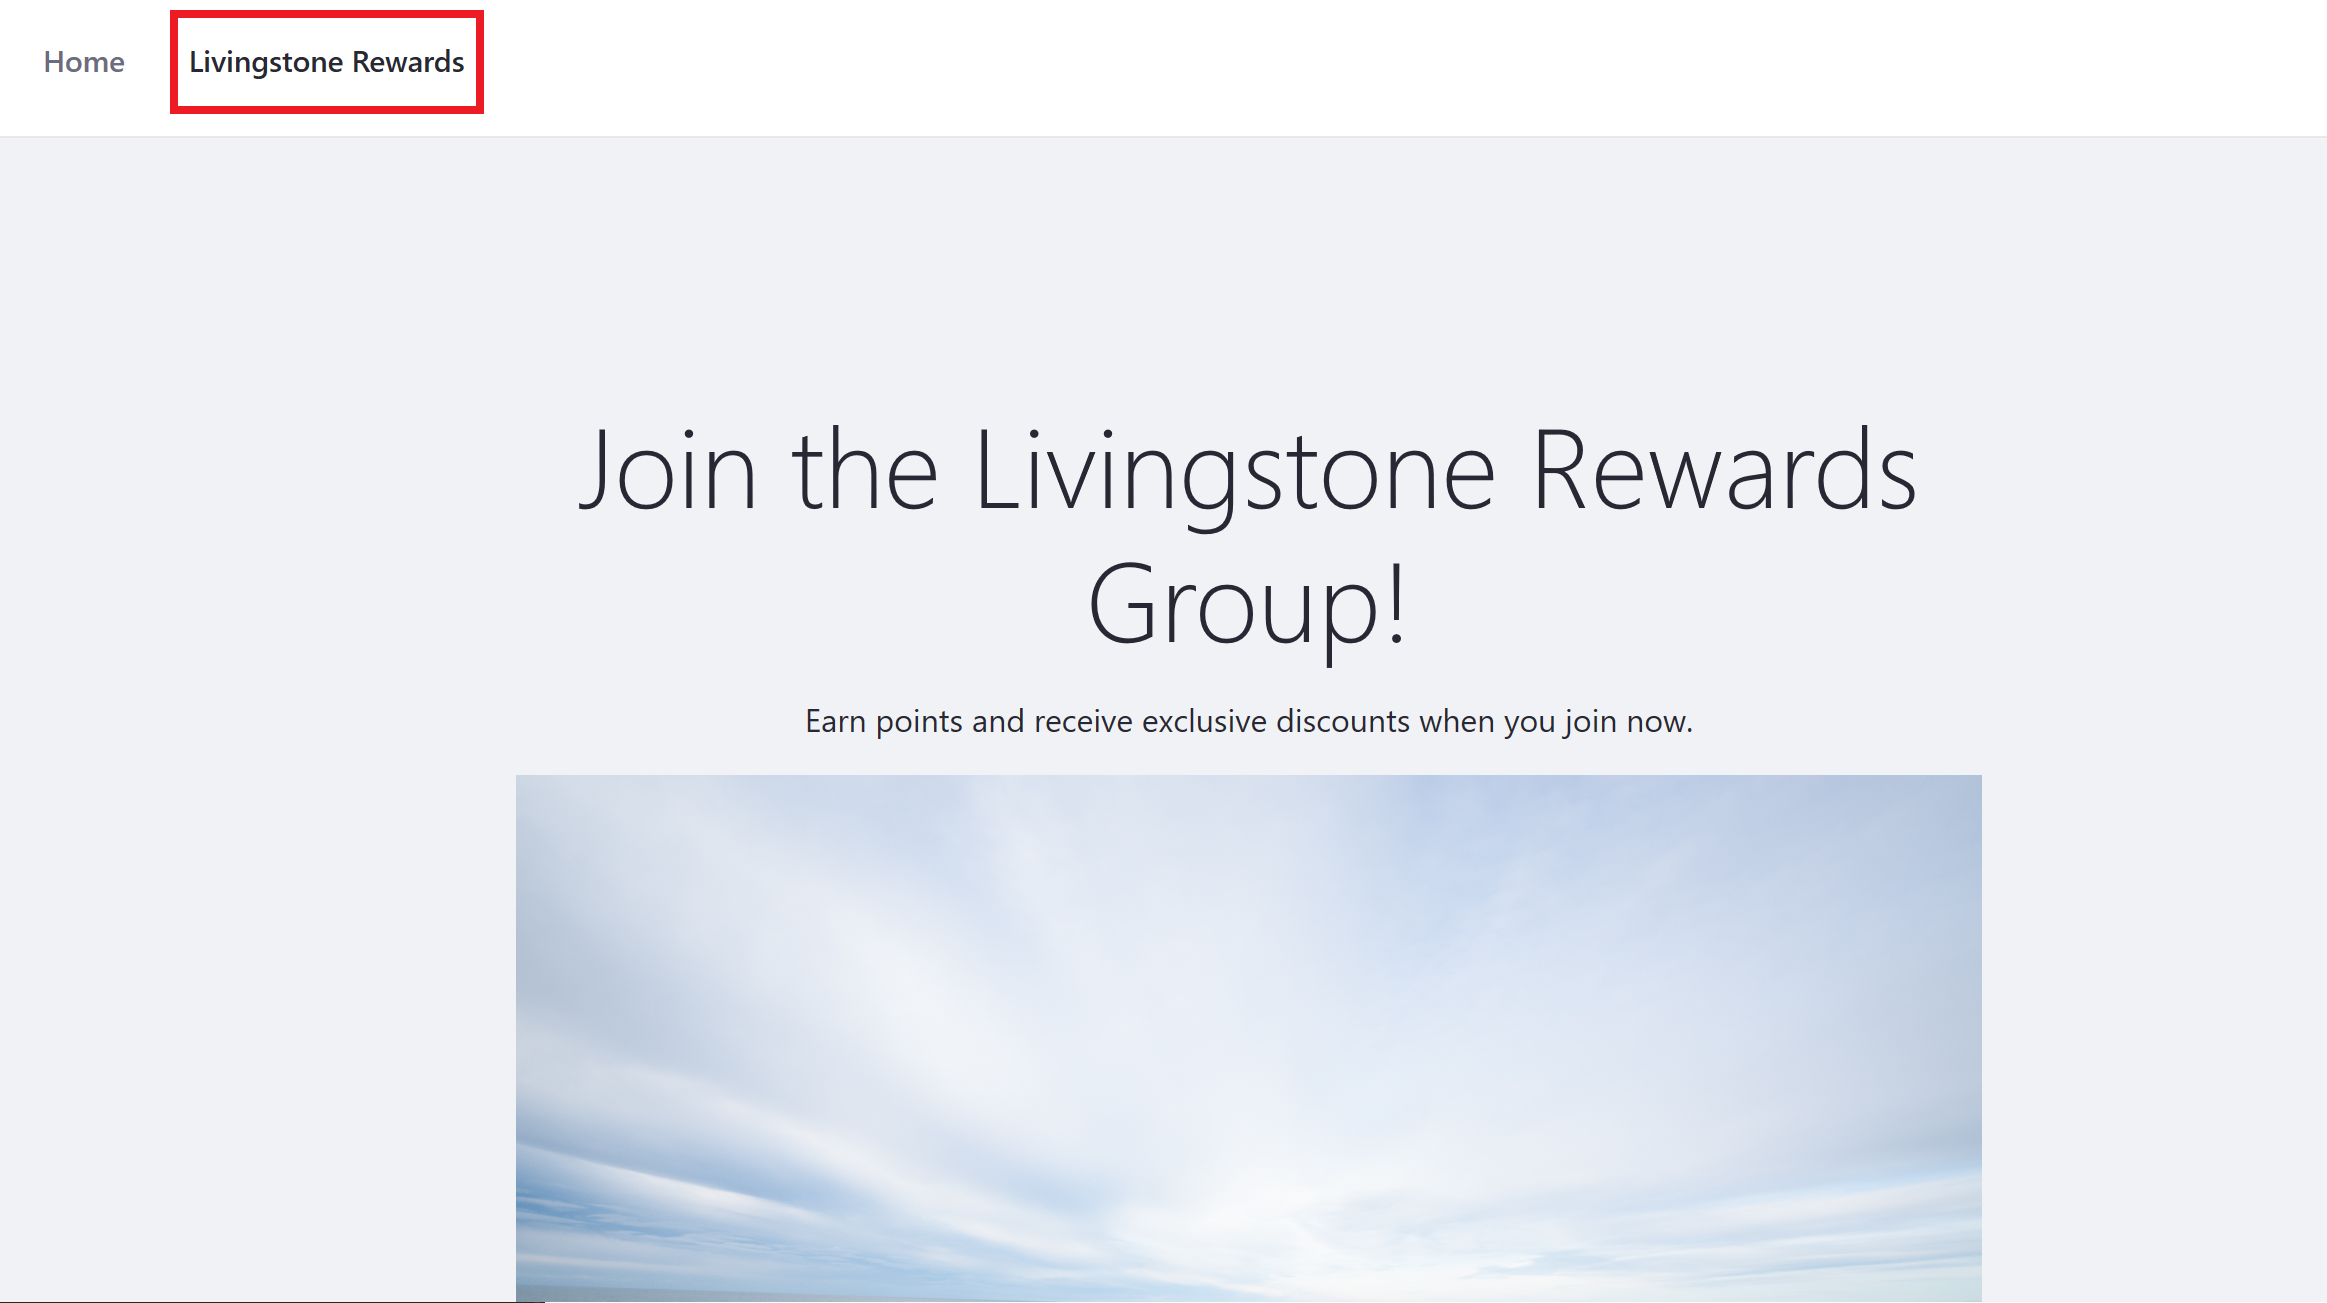 Home Livingstone Rewards
Join the Livingstone Rewards
Group!
Earn points and receive exclusive discounts when you join now.